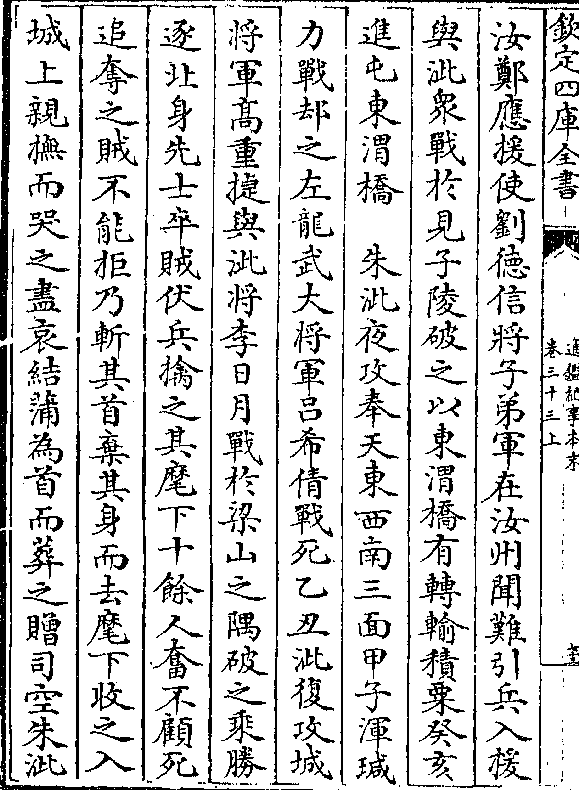 欽定四庫全書
通鑑紀事本末
卷三十三上
汝鄭應援使劉徳信將子弟軍在汝州聞難引兵入援
與泚衆戰於見子陵破之以東渭橋有轉輸積粟癸亥
進屯東渭橋　朱泚夜攻奉天東西南三面甲子渾瑊
力戰却之左龍武大將軍吕希倩戰死乙丑泚復攻城
將軍髙重捷與泚將李日月戰於梁山之隅破之乘勝
逐北身先士卒賊伏兵擒之其麾下十餘人奮不顧死
追奪之賊不能拒乃斬其首棄其身而去麾下收之入
城上親撫而哭之盡哀結蒲為首而葬之贈司空朱泚